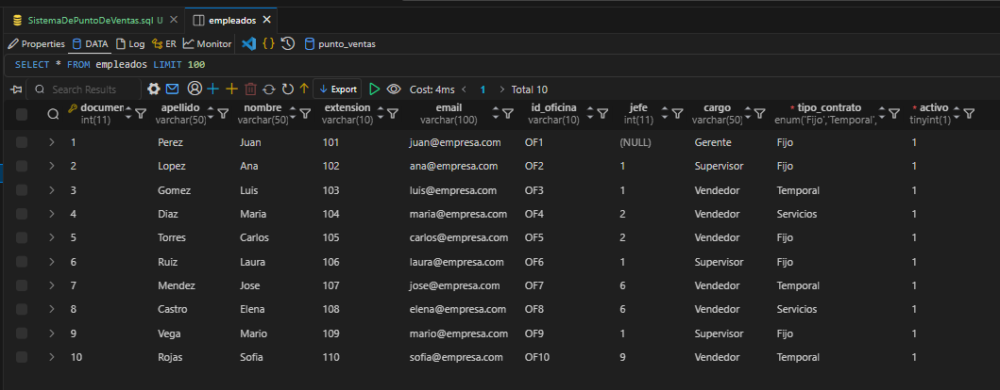 SistemaDePuntoDeVentas.sql U empleados
Properties DATA Log ER Monitor punto_ventas
SELECT * FROM empleados LIMIT 100
Search Results Export Cost: 4ms 1 Total 10
documen apellido nombre extension email id_oficina jefe cargo * tipo_contrato * activo
int(11) varchar(50) varchar(50) varchar(10) varchar(100) varchar(10) int(11) varchar(50) enum('Fijo','Temporal', tinyint(1)
1 Perez Juan 101 juan@empresa.com OF1 (NULL) Gerente Fijo 1
2 Lopez Ana 102 ana@empresa.com OF2 1 Supervisor Fijo 1
3 Gomez Luis 103 luis@empresa.com OF3 1 Vendedor Temporal 1
4 Diaz Maria 104 maria@empresa.com OF4 2 Vendedor Servicios 1
5 Torres Carlos 105 carlos@empresa.com OF5 2 Vendedor Fijo 1
6 Ruiz Laura 106 laura@empresa.com OF6 1 Supervisor Fijo 1
7 Mendez Jose 107 jose@empresa.com OF7 6 Vendedor Temporal 1
8 Castro Elena 108 elena@empresa.com OF8 6 Vendedor Servicios 1
9 Vega Mario 109 mario@empresa.com OF9 1 Supervisor Fijo 1
10 Rojas Sofia 110 sofia@empresa.com OF10 9 Vendedor Temporal 1